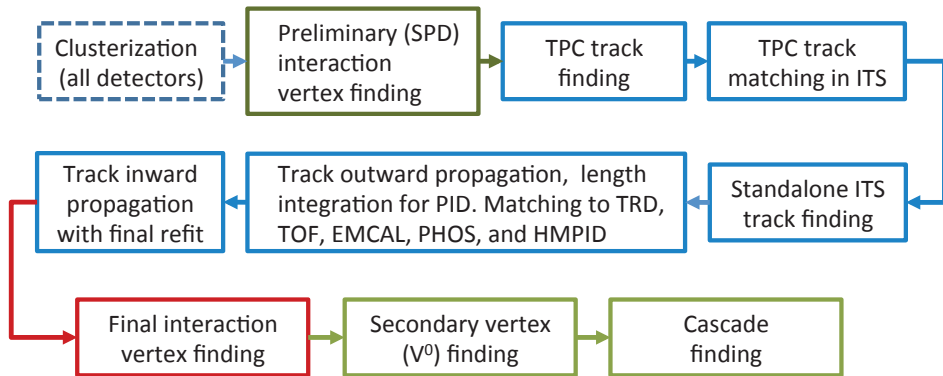 Clusterization
(all detectors)
Preliminary (SPD)
interaction
vertex finding
TPC track
finding
TPC track
matching in ITS
Track inward
propagation
with final refit
Track outward propagation, length
integration for PID. Matching to TRD,
TOF, EMCAL, PHOS, and HMPID
Standalone ITS
track finding
Final interaction
vertex finding
Secondary vertex
(V⁰) finding
Cascade
finding